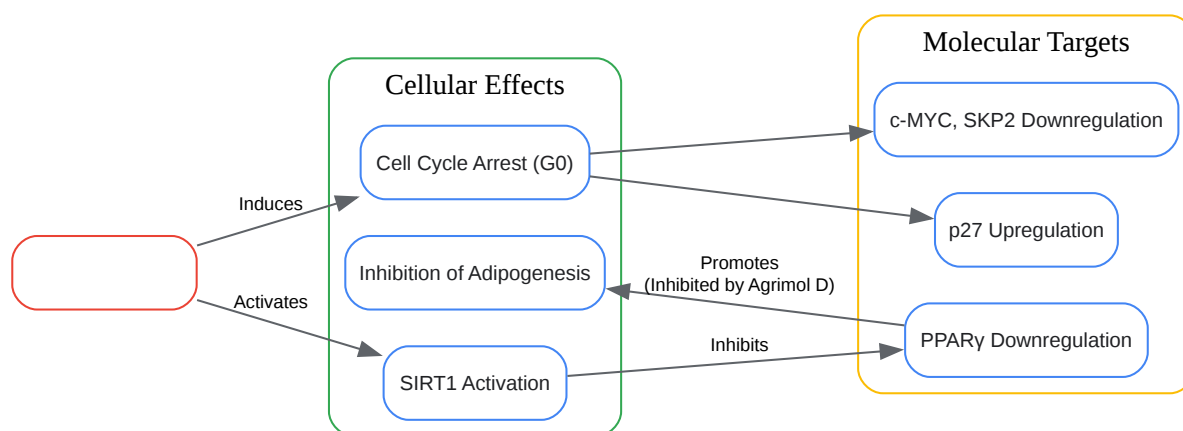 Molecular Targets
Cellular Effects
c-MYC, SKP2 Downregulation
Cell Cycle Arrest (G0)
Induces
p27 Upregulation
Inhibition of Adipogenesis
Promotes
(Inhibited by Agrimol D)
Activates
PPARγ Downregulation
Inhibits
SIRT1 Activation